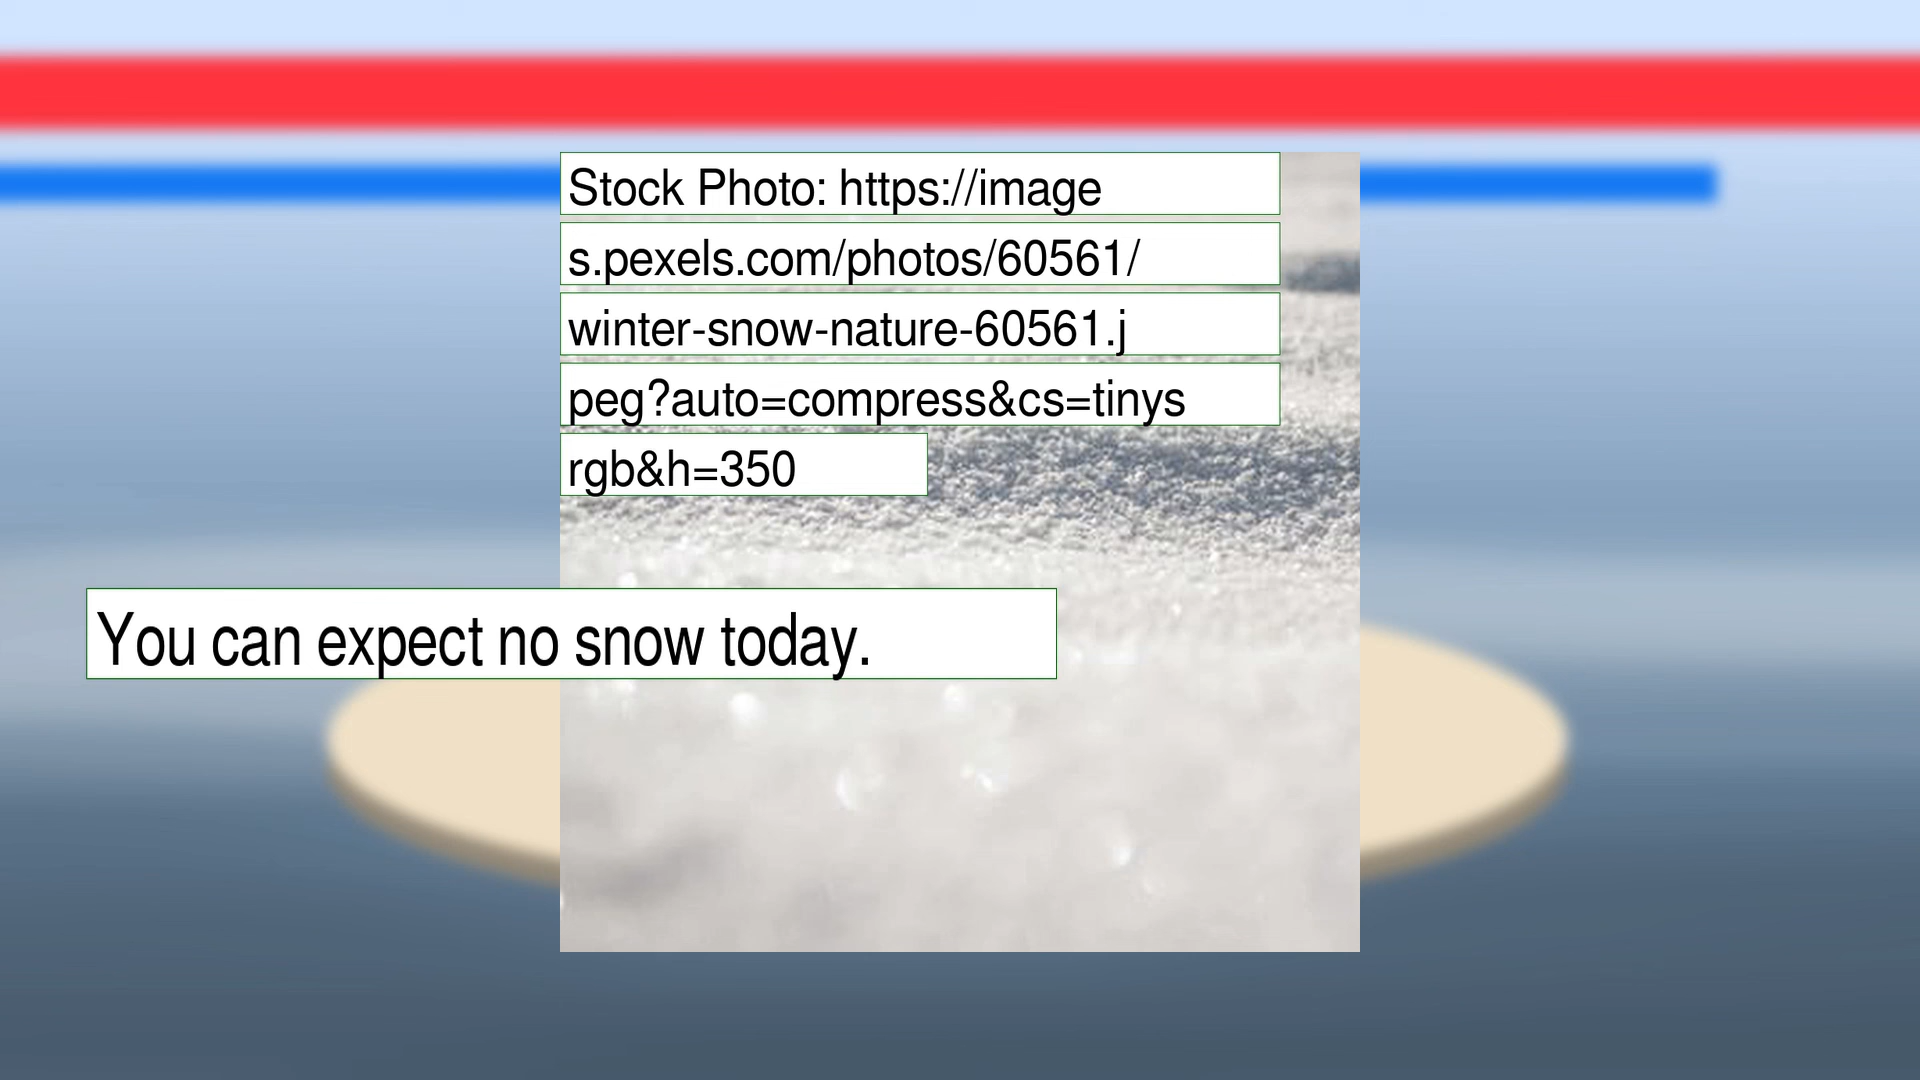 Stock Photo: https://image
s.pexels.com/photos/60561/
winter-snow-nature-60561.j
peg?auto=compress&cs=tinys
rgb&h=350
You can expect no snow today.